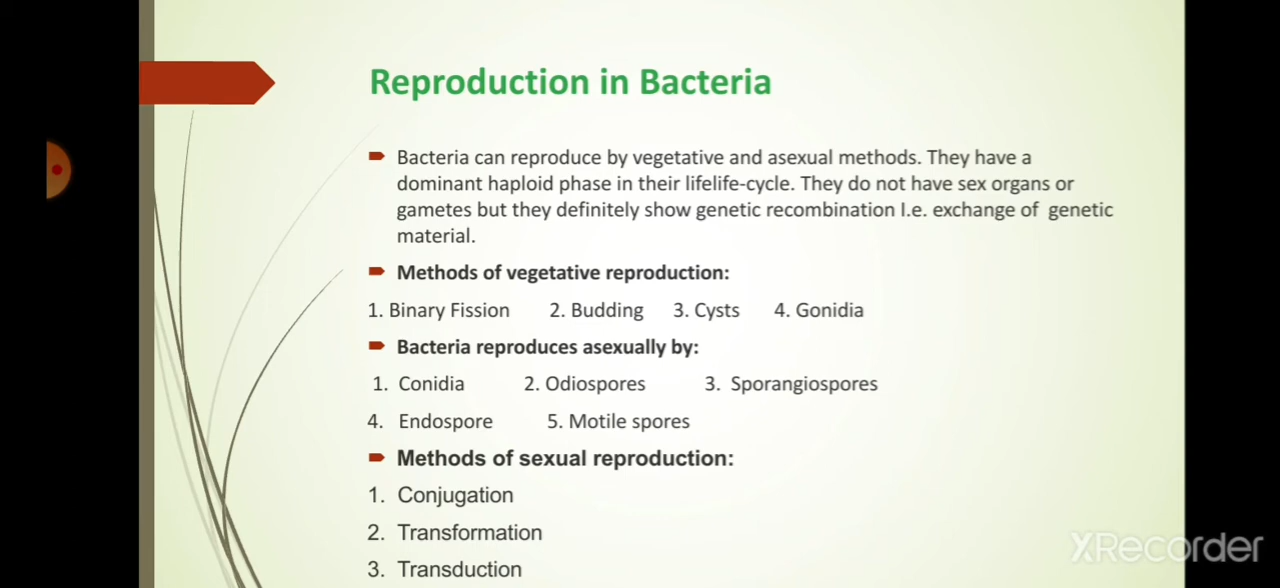 Reproduction in Bacteria
Bacteria can reproduce by vegetative and asexual methods. They have a
dominant haploid phase in their lifelife-cycle. They do not have sex organs or
gametes but they definitely show genetic recombination I.e. exchange of genetic
material.
Methods of vegetative reproduction:
1. Binary Fission 2. Budding 3. Cysts 4. Gonidia
Bacteria reproduces asexually by:
1. Conidia 2. Odiospores 3. Sporangiospores
4. Endospore 5. Motile spores
Methods of sexual reproduction:
1. Conjugation
2. Transformation
3. Transduction
XRecorder